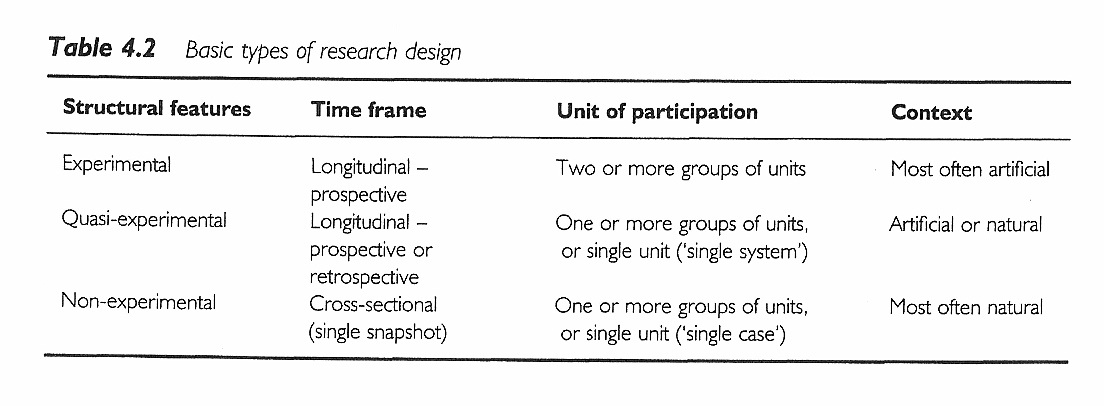 Table 4.2 Basic types of research design
Structural features Time frame Unit of participation Context
Experimental Longitudinal – Two or more groups of units Most often artificial
prospective
Quasi-experimental Longitudinal – One or more groups of units, Artificial or natural
prospective or or single unit ('single system')
retrospective
Non-experimental Cross-sectional One or more groups of units, Most often natural
(single snapshot) or single unit ('single case')